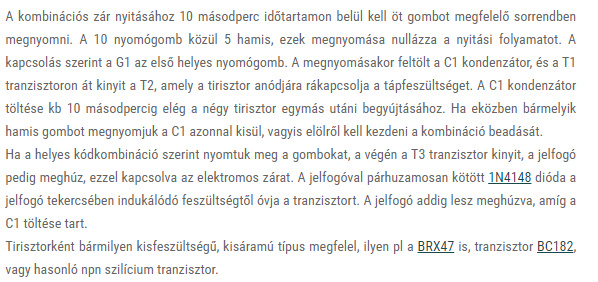 A kombinációs zár nyitásához 10 másodperc időtartamon belül kell öt gombot megfelelő sorrendben
megnyomni. A 10 nyomógomb közül 5 hamis, ezek megnyomása nullázza a nyitási folyamatot. A
kapcsolás szerint a G1 az első helyes nyomógomb. A megnyomásakor feltölt a C1 kondenzátor, és a T1
tranzisztoron át kinyit a T2, amely a tirisztor anódjára rákapcsolja a tápfeszültséget. A C1 kondenzátor
töltése kb 10 másodpercig elég a négy tirisztor egymás utáni begyújtásához. Ha eközben bármelyik
hamis gombot megnyomjuk a C1 azonnal kisül, vagyis elölről kell kezdeni a kombináció beadását.
Ha a helyes kódkombináció szerint nyomtuk meg a gombokat, a végén a T3 tranzisztor kinyit, a jelfogó
pedig meghúz, ezzel kapcsolva az elektromos zárat. A jelfogóval párhuzamosan kötött 1N4148 dióda a
jelfogó tekercsében indukálódó feszültségtől óvja a tranzisztort. A jelfogó addig lesz meghúzva, amíg a
C1 töltése tart.
Tirisztorként bármilyen kisfeszültségű, kisáramú típus megfelel, ilyen pl a BRX47 is, tranzisztor BC182,
vagy hasonló npn szilícium tranzisztor.